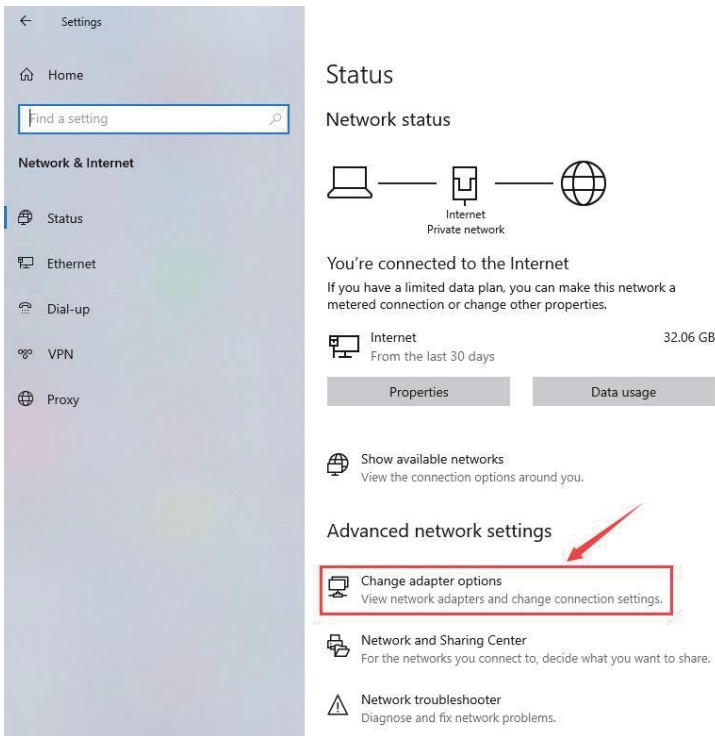 Settings
Home
Find a setting
Network & Internet
Status
Ethernet
Dial-up
VPN
Proxy
Status
Network status
Internet
Private network
You're connected to the Internet
If you have a limited data plan, you can make this network a
metered connection or change other properties.
Internet 32.06 GB
From the last 30 days
Properties Data usage
Show available networks
View the connection options around you.
Advanced network settings
Change adapter options
View network adapters and change connection settings.
Network and Sharing Center
For the networks you connect to, decide what you want to share.
Network troubleshooter
Diagnose and fix network problems.